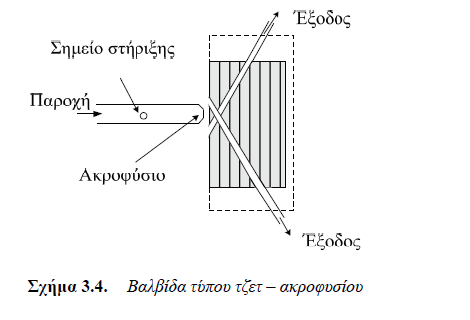 Έξοδος
Σημείο στήριξης
Παροχή
Ακροφύσιο
Έξοδος
Σχήμα 3.4. Βαλβίδα τύπου τζετ – ακροφυσίου